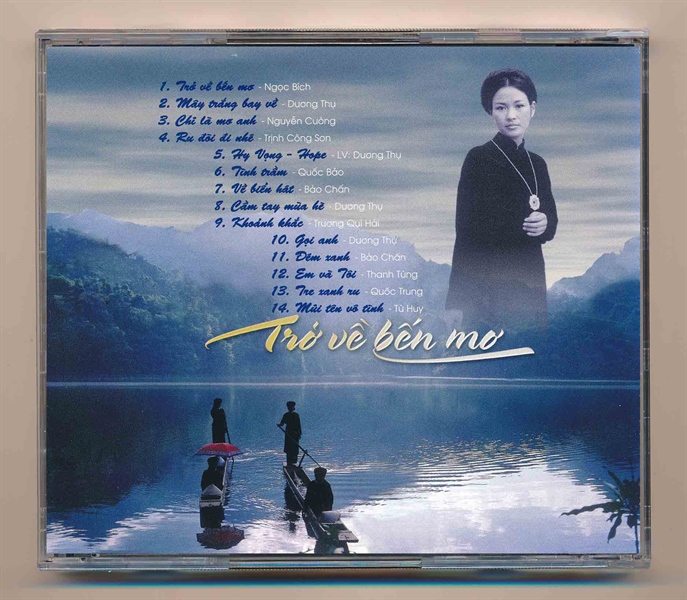 1. Trở về bến mơ - Ngọc Bích
2. Mây trắng bay về - Dương Thụ
3. Chỉ là mơ anh - Nguyên Cường
4. Ru đời đi nhé - Trịnh Công Sơn
5. Hy Vọng - Hope - LV: Dương Thụ
6. Tình trầm - Quốc Bảo
7. Về biển hát - Bảo Chấn
8. Cầm tay mùa hè - Dương Thụ
9. Khoảnh khắc - Trương Quí Hải
10. Gọi anh - Dương Thụ
11. Đêm xanh - Bảo Chấn
12. Em và Tôi - Thanh Tùng
13. Tre xanh ru - Quốc Trung
14. Mũi tên vô tình - Từ Huy
Trở về bến mơ